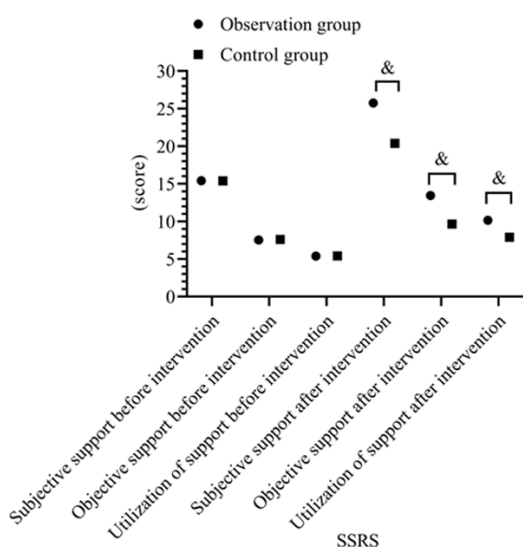 Observation group
Control group
30
25
20
15
10
5
0
(score)
&
&
&
Subjective support before intervention
Objective support before intervention
Utilization of support before intervention
Subjective support after intervention
Objective support after intervention
Utilization of support after intervention
SSRS